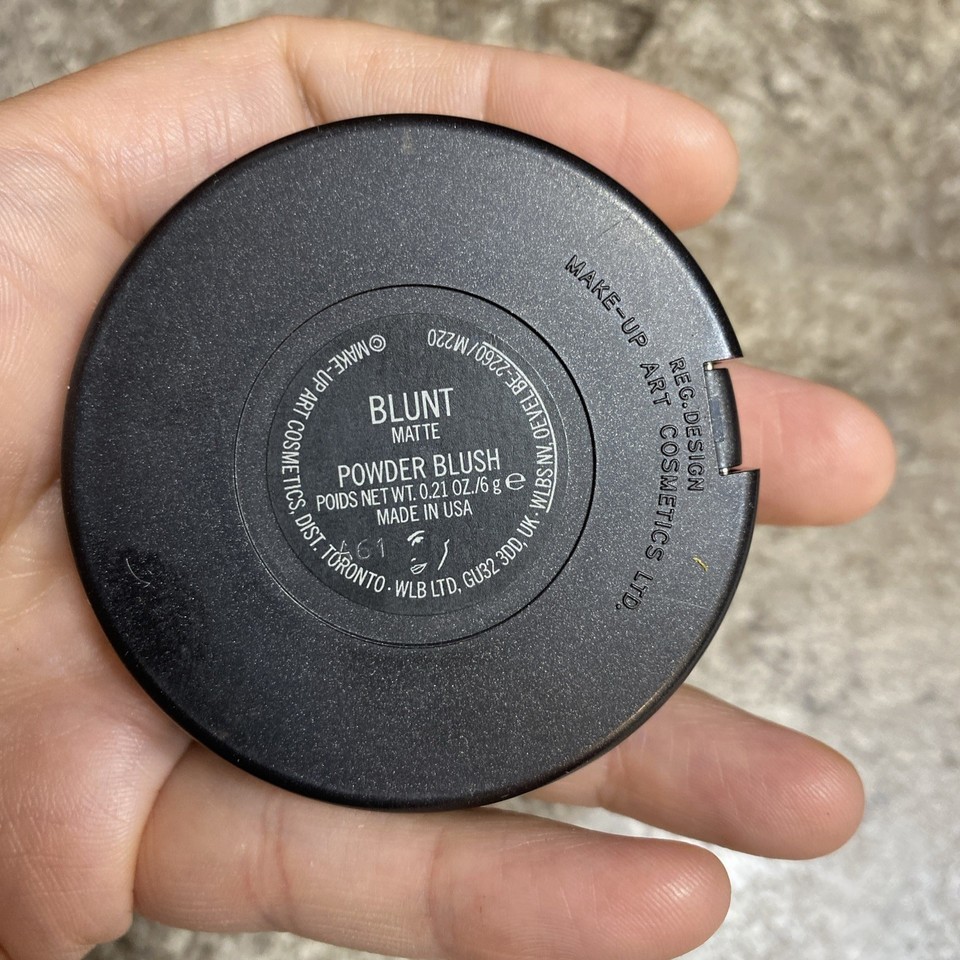 BLUNT
MATTE
POWDER BLUSH
POIDS NET WT. 0.21 OZ./6 g ℮
MADE IN USA
A61
© MAKE-UP ART COSMETICS, DIST. TORONTO · WLB LTD, GU32 3DD, UK · WLBS NV, OEVEL BE-2260 / M220
MAKE-UP ART COSMETICS LTD.
REG. DESIGN